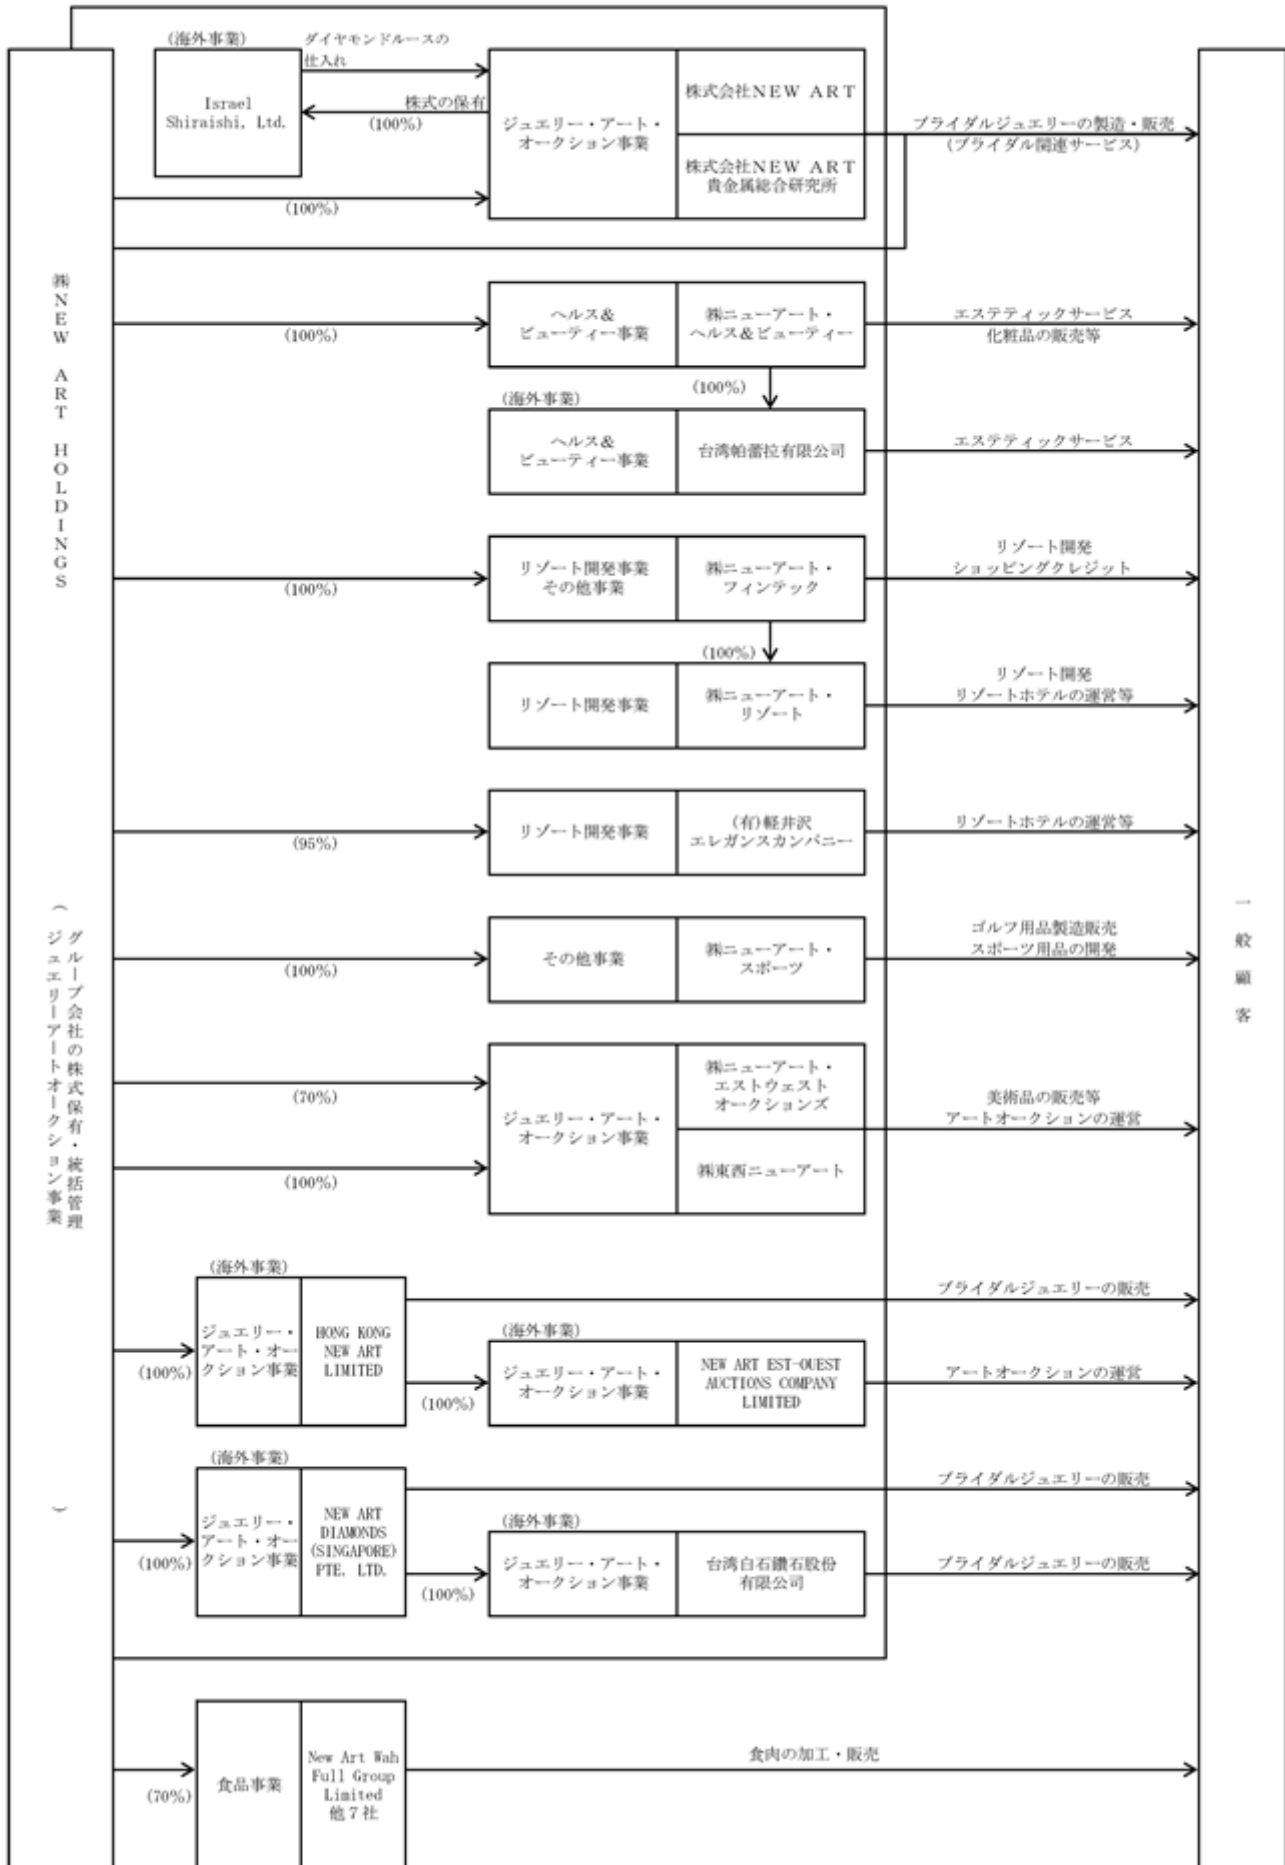 (海外事業)
ダイヤモンドルースの
仕入れ
Israel
Shiraishi, Ltd.
株式の保有
(100%)
ジュエリー・アート・
オークション事業
株式会社NEW ART
株式会社NEW ART
貴金属総合研究所
ブライダルジュエリーの製造・販売
(ブライダル関連サービス)
(100%)
㈱NEW ART HOLDINGS
(グループ会社の株式保有・統括管理
ジュエリーアートオークション事業)
一般顧客
(100%)
ヘルス&
ビューティー事業
㈱ニューアート・
ヘルス&ビューティー
エステティックサービス
化粧品の販売等
(100%)
(海外事業)
ヘルス&
ビューティー事業
台湾帕蕾拉有限公司
エステティックサービス
(100%)
リゾート開発事業
その他事業
㈱ニューアート・
フィンテック
リゾート開発
ショッピングクレジット
(100%)
リゾート開発事業
㈱ニューアート・
リゾート
リゾート開発
リゾートホテルの運営等
(95%)
リゾート開発事業
(有)軽井沢
エレガンスカンパニー
リゾートホテルの運営等
(100%)
その他事業
㈱ニューアート・
スポーツ
ゴルフ用品製造販売
スポーツ用品の開発
(70%)
(100%)
ジュエリー・アート・
オークション事業
㈱ニューアート・
エストウェスト
オークションズ
㈱東西ニューアート
美術品の販売等
アートオークションの運営
(海外事業)
(100%)
ジュエリー・
アート・オー
クション事業
HONG KONG
NEW ART
LIMITED
ブライダルジュエリーの販売
(100%)
(海外事業)
ジュエリー・アート・
オークション事業
NEW ART EST-OUEST
AUCTIONS COMPANY
LIMITED
アートオークションの運営
(海外事業)
(100%)
ジュエリー・
アート・オー
クション事業
NEW ART
DIAMONDS
(SINGAPORE)
PTE. LTD.
ブライダルジュエリーの販売
(100%)
(海外事業)
ジュエリー・アート・
オークション事業
台湾白石鑽石股份
有限公司
ブライダルジュエリーの販売
(70%)
食品事業
New Art Wah
Full Group
Limited
他7社
食肉の加工・販売